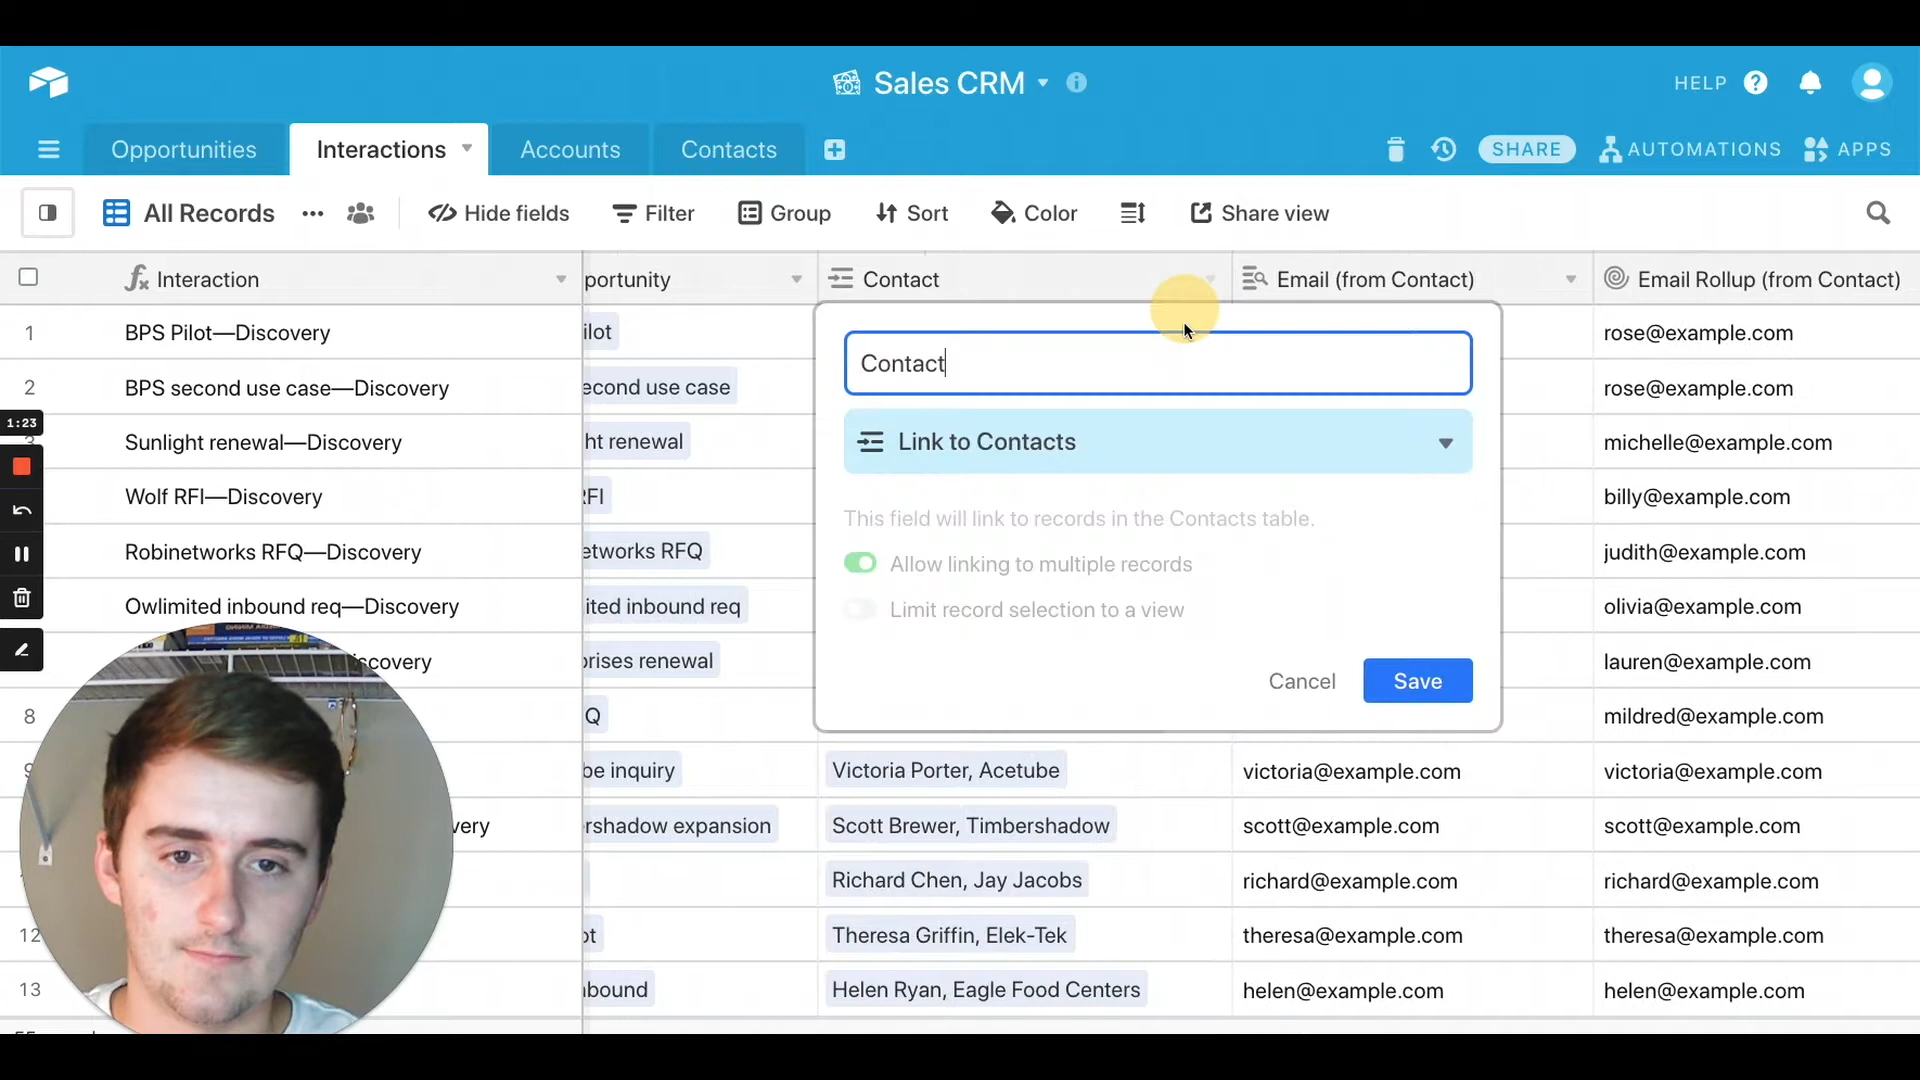 Sales CRM
HELP
Opportunities
Interactions
Accounts
Contacts
SHARE
AUTOMATIONS
APPS
All Records
Hide fields
Filter
Group
Sort
Color
Share view
Interaction
portunity
Contact
Email (from Contact)
Email Rollup (from Contact)
1 BPS Pilot—Discovery ilot rose@example.com
2 BPS second use case—Discovery econd use case rose@example.com
3 Sunlight renewal—Discovery ht renewal michelle@example.com
Wolf RFI—Discovery RFI billy@example.com
Robinetworks RFQ—Discovery etworks RFQ judith@example.com
Owlimited inbound req—Discovery ited inbound req olivia@example.com
scovery prises renewal lauren@example.com
8 Q mildred@example.com
9 be inquiry Victoria Porter, Acetube victoria@example.com victoria@example.com
very ershadow expansion Scott Brewer, Timbershadow scott@example.com scott@example.com
Richard Chen, Jay Jacobs richard@example.com richard@example.com
12 ot Theresa Griffin, Elek-Tek theresa@example.com theresa@example.com
13 nbound Helen Ryan, Eagle Food Centers helen@example.com helen@example.com
Contact
Link to Contacts
This field will link to records in the Contacts table.
Allow linking to multiple records
Limit record selection to a view
Cancel
Save
1:23